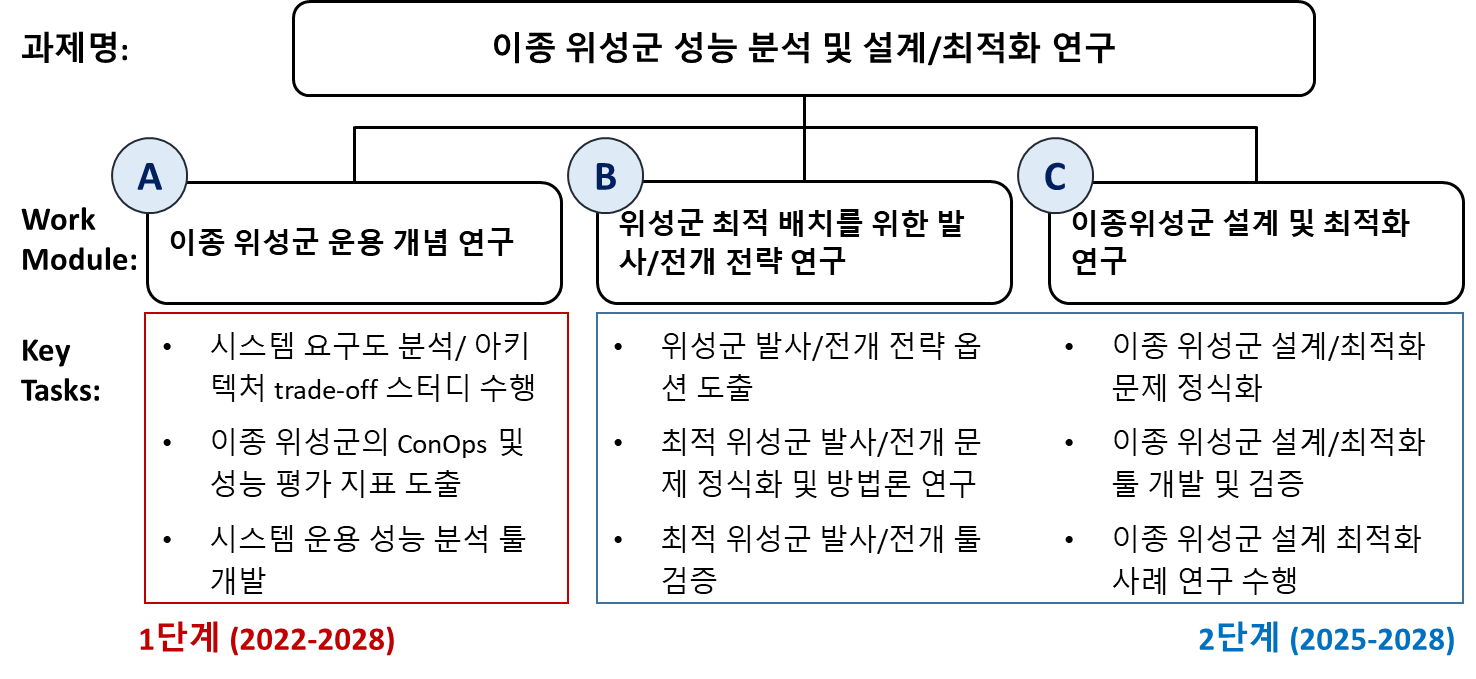 과제명:
이종 위성군 성능 분석 및 설계/최적화 연구
Work
Module:
A
이종 위성군 운용 개념 연구
B
위성군 최적 배치를 위한 발
사/전개 전략 연구
C
이종위성군 설계 및 최적화
연구
Key
Tasks:
• 시스템 요구도 분석/ 아키
텍처 trade-off 스터디 수행
• 이종 위성군의 ConOps 및
성능 평가 지표 도출
• 시스템 운용 성능 분석 툴
개발
• 위성군 발사/전개 전략 옵
션 도출
• 최적 위성군 발사/전개 문
제 정식화 및 방법론 연구
• 최적 위성군 발사/전개 툴
검증
• 이종 위성군 설계/최적화
문제 정식화
• 이종 위성군 설계/최적화
툴 개발 및 검증
• 이종 위성군 설계 최적화
사례 연구 수행
1단계 (2022-2028)
2단계 (2025-2028)